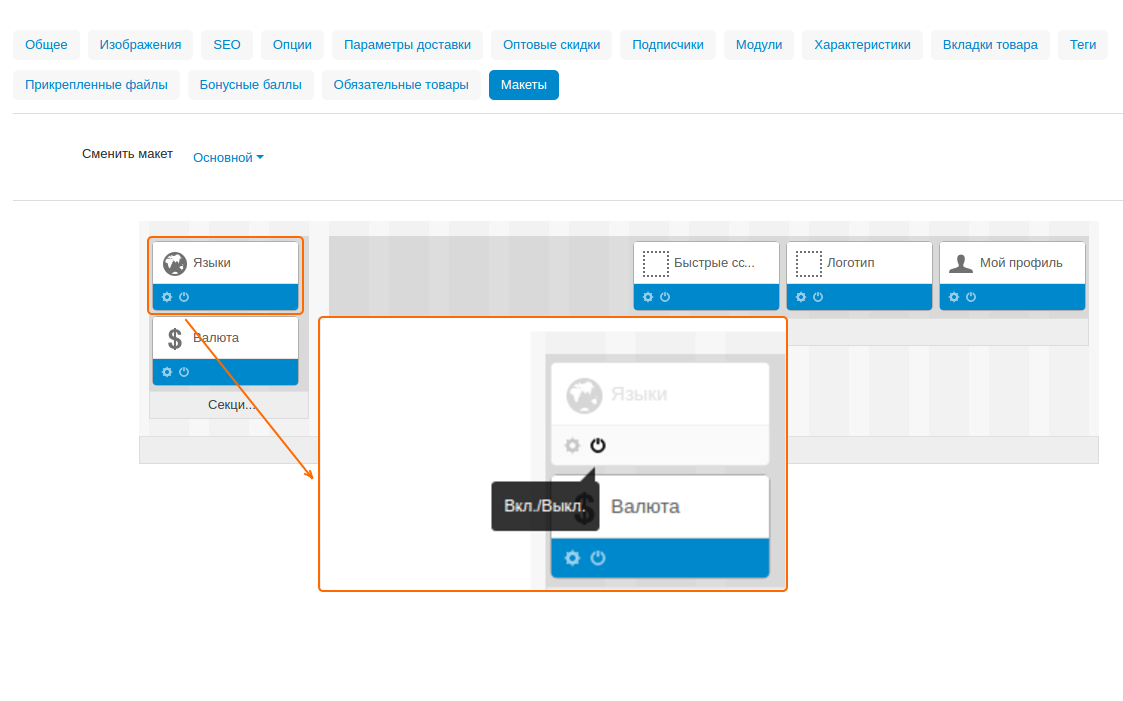 Общее Изображения SEO Опции Параметры доставки Оптовые скидки Подписчики Модули Характеристики Вкладки товара Теги
Прикрепленные файлы Бонусные баллы Обязательные товары Макеты
Сменить макет Основной
Языки Быстрые сс... Логотип Мой профиль
Валюта
Секци...
Языки
Вкл./Выкл.
Валюта